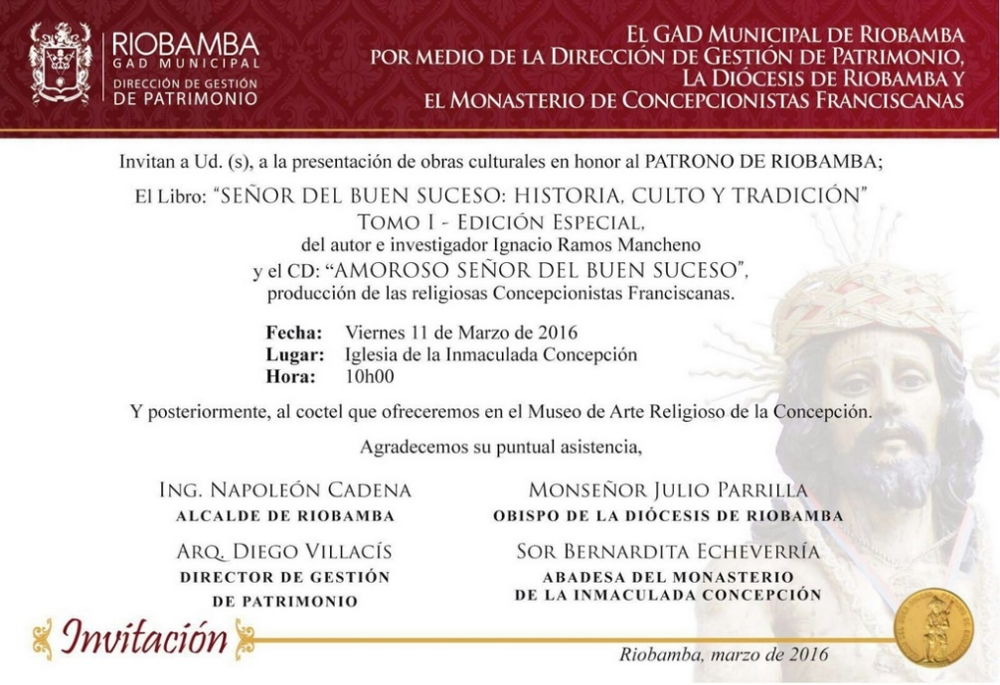 RIOBAMBA
GAD MUNICIPAL
DIRECCIÓN DE GESTIÓN
DE PATRIMONIO
EL GAD MUNICIPAL DE RIOBAMBA
POR MEDIO DE LA DIRECCIÓN DE GESTIÓN DE PATRIMONIO,
LA DIÓCESIS DE RIOBAMBA Y
EL MONASTERIO DE CONCEPCIONISTAS FRANCISCANAS
Invitan a Ud. (s), a la presentación de obras culturales en honor al PATRONO DE RIOBAMBA;
El Libro: “SEÑOR DEL BUEN SUCESO: HISTORIA, CULTO Y TRADICIÓN”
TOMO I - EDICIÓN ESPECIAL,
del autor e investigador Ignacio Ramos Mancheno
y el CD: “AMOROSO SEÑOR DEL BUEN SUCESO”,
producción de las religiosas Concepcionistas Franciscanas.
Fecha: Viernes 11 de Marzo de 2016
Lugar: Iglesia de la Inmaculada Concepción
Hora: 10h00
Y posteriormente, al coctel que ofreceremos en el Museo de Arte Religioso de la Concepción.
Agradecemos su puntual asistencia,
ING. NAPOLEÓN CADENA
ALCALDE DE RIOBAMBA
MONSEÑOR JULIO PARRILLA
OBISPO DE LA DIÓCESIS DE RIOBAMBA
ARQ. DIEGO VILLACÍS
DIRECTOR DE GESTIÓN
DE PATRIMONIO
SOR BERNARDITA ECHEVERRÍA
ABADESA DEL MONASTERIO
DE LA INMACULADA CONCEPCIÓN
Invitación
Riobamba, marzo de 2016